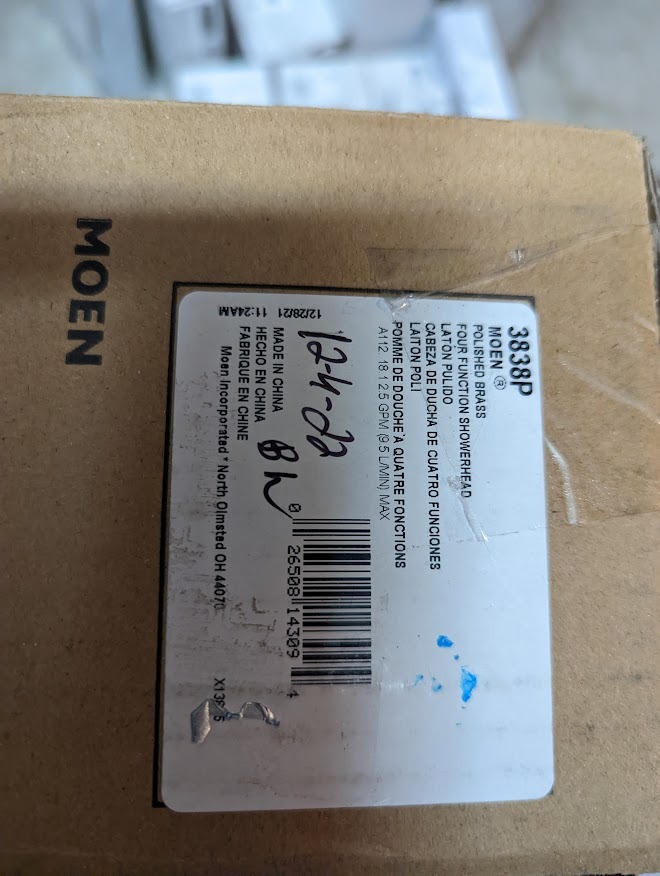 MOEN
3838P
MOEN ®
POLISHED BRASS
FOUR FUNCTION SHOWERHEAD
LATÓN PULIDO
CABEZA DE DUCHA DE CUATRO FUNCIONES
LAITON POLI
POMME DE DOUCHE À QUATRE FONCTIONS
A112.18.1 2.5 GPM (9.5 L/MIN) MAX
12-4-22
BW
0 26508 14309 4
MADE IN CHINA
HECHO EN CHINA
FABRIQUE EN CHINE
Moen Incorporated * North Olmsted OH 44070
12/28/21 11:24AM